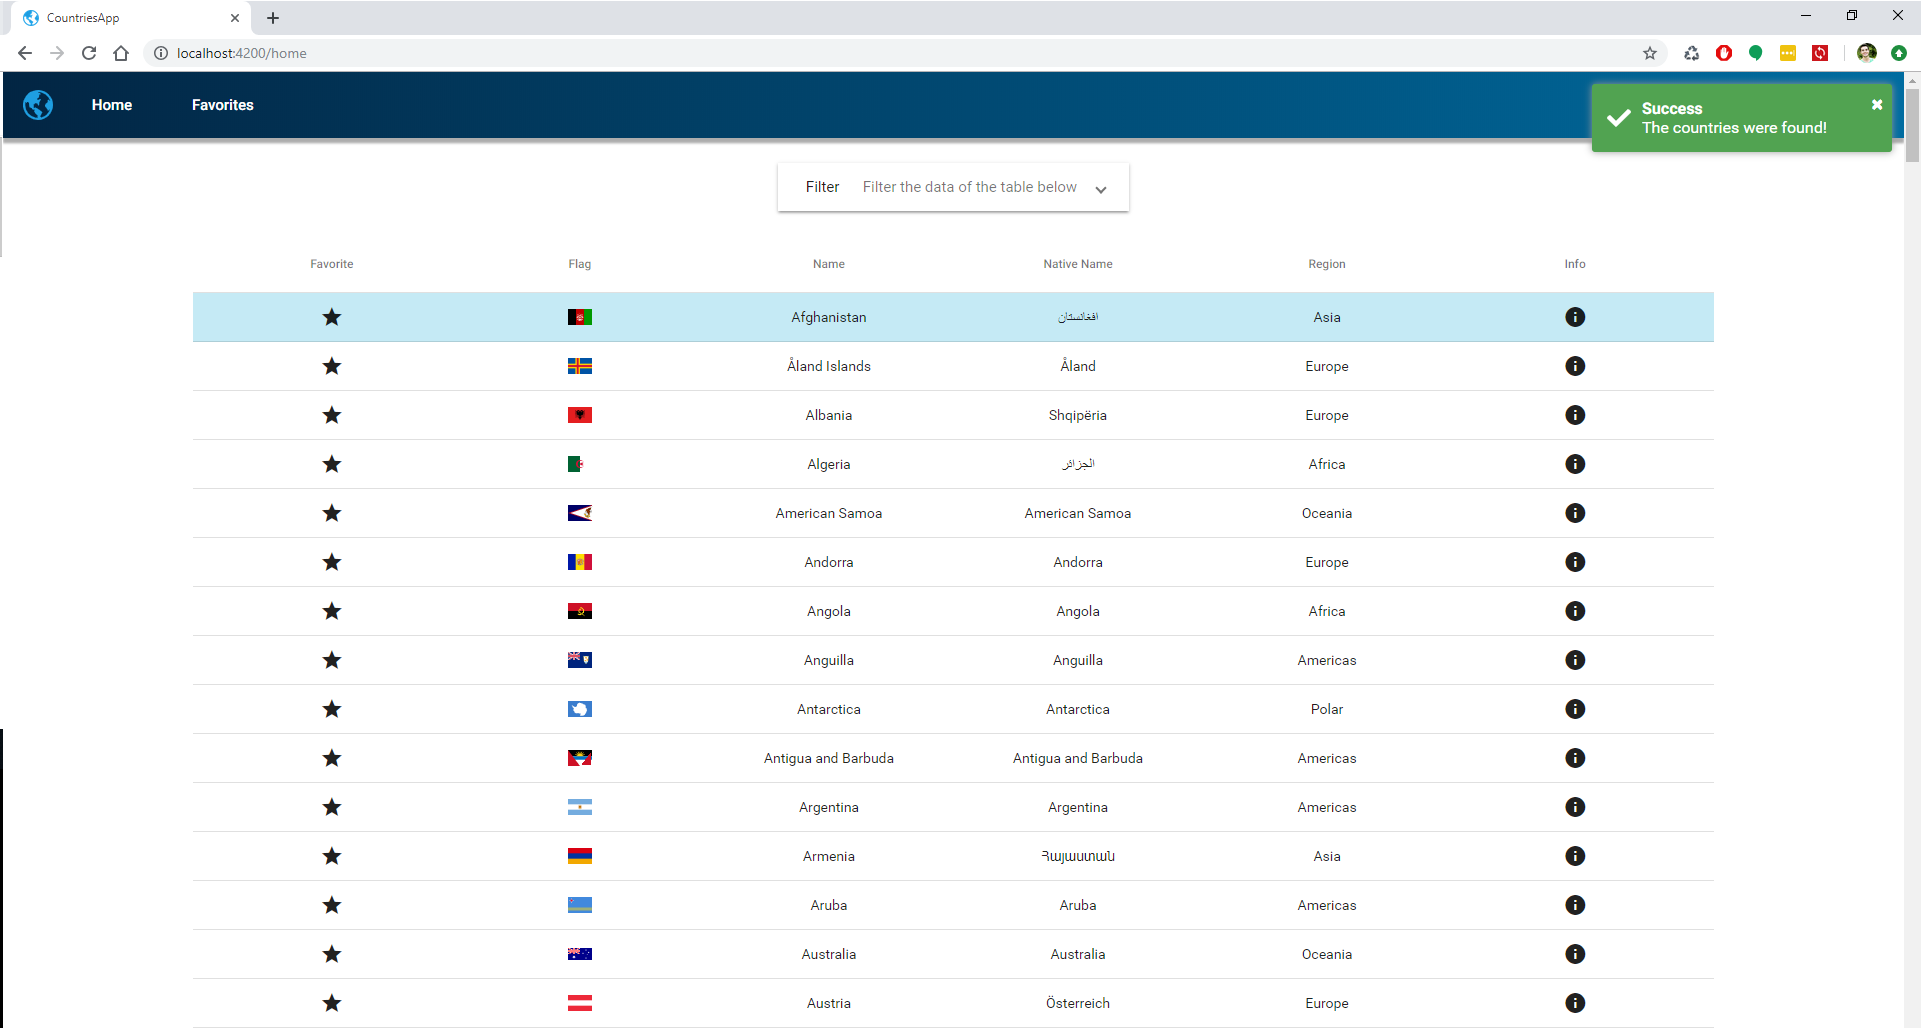 CountriesApp
localhost:4200/home
Home Favorites
Success
The countries were found!
Filter Filter the data of the table below
Favorite Flag Name Native Name Region Info
Afghanistan افغانستان Asia
Åland Islands Åland Europe
Albania Shqipëria Europe
Algeria الجزائر Africa
American Samoa American Samoa Oceania
Andorra Andorra Europe
Angola Angola Africa
Anguilla Anguilla Americas
Antarctica Antarctica Polar
Antigua and Barbuda Antigua and Barbuda Americas
Argentina Argentina Americas
Armenia Հայաստան Asia
Aruba Aruba Americas
Australia Australia Oceania
Austria Österreich Europe